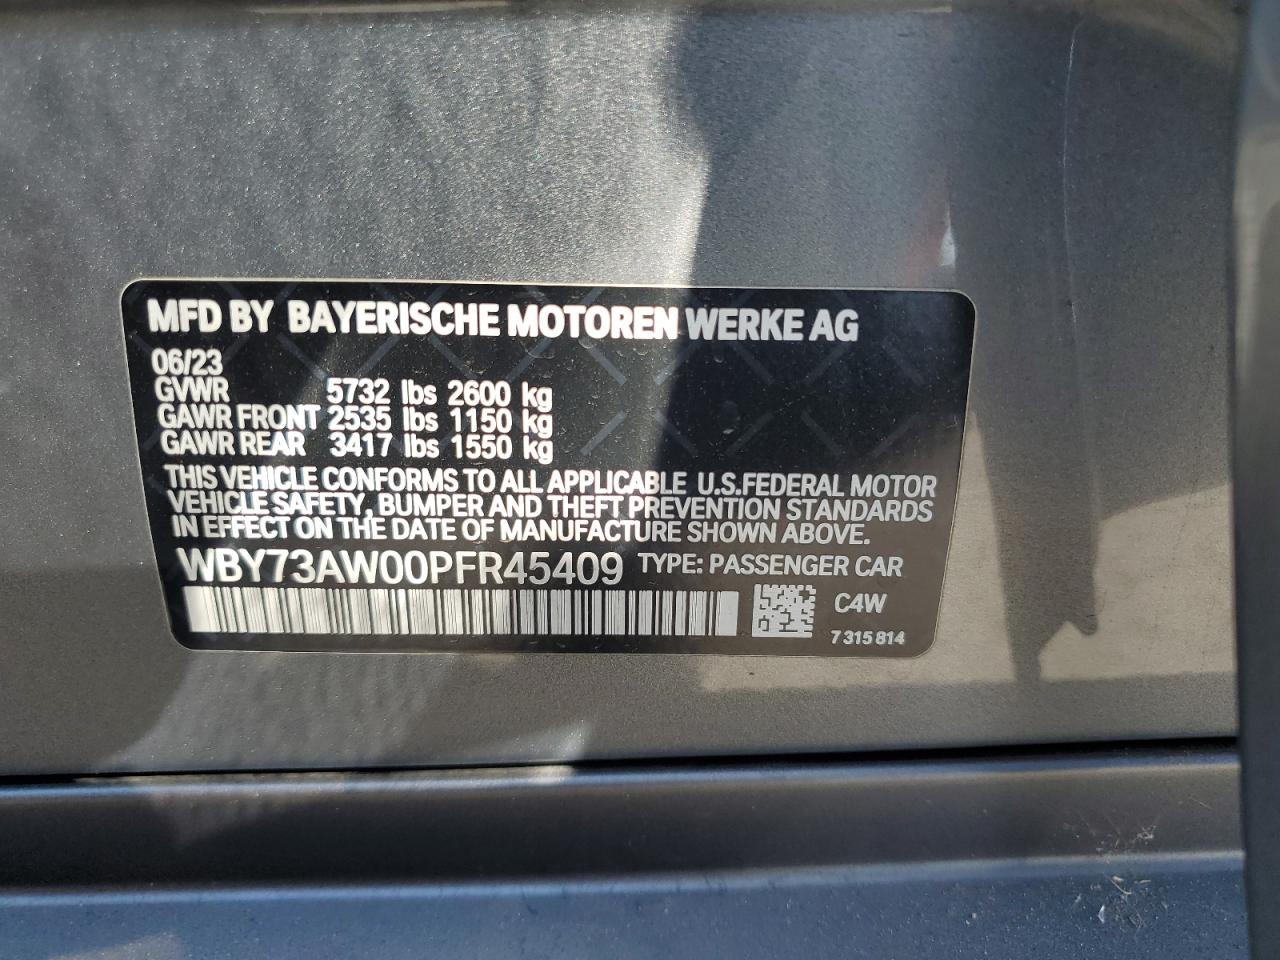 MFD BY BAYERISCHE MOTOREN WERKE AG
06/23
GVWR 5732 lbs 2600 kg
GAWR FRONT 2535 lbs 1150 kg
GAWR REAR 3417 lbs 1550 kg
THIS VEHICLE CONFORMS TO ALL APPLICABLE U.S.FEDERAL MOTOR
VEHICLE SAFETY, BUMPER AND THEFT PREVENTION STANDARDS
IN EFFECT ON THE DATE OF MANUFACTURE SHOWN ABOVE.
WBY73AW00PFR45409 TYPE: PASSENGER CAR
C4W
7 315 814